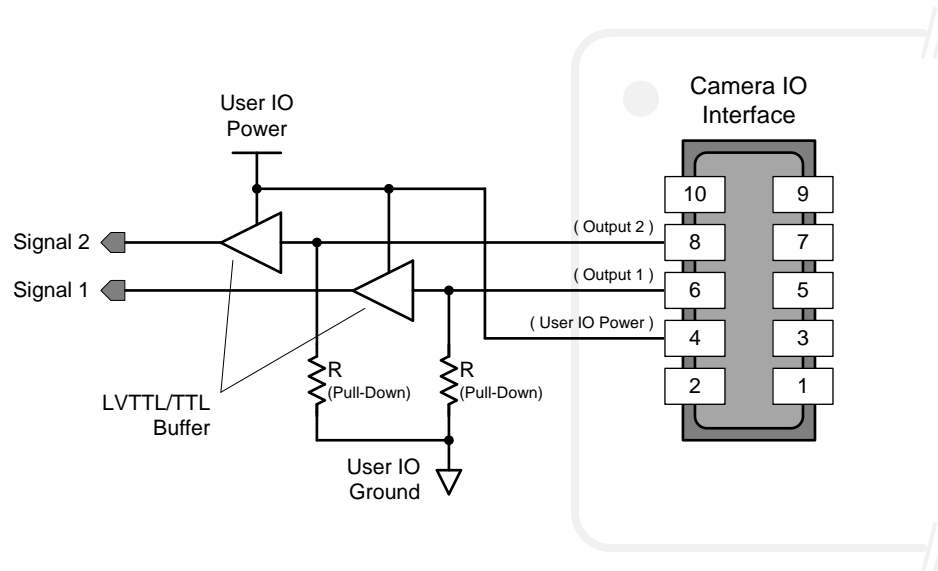 Camera IO
Interface
User IO
Power
10
9
( Output 2 )
Signal 2
8
7
( Output 1 )
Signal 1
6
5
( User IO Power )
4
3
R
(Pull-Down)
R
(Pull-Down)
2
1
LVTTL/TTL
Buffer
User IO
Ground